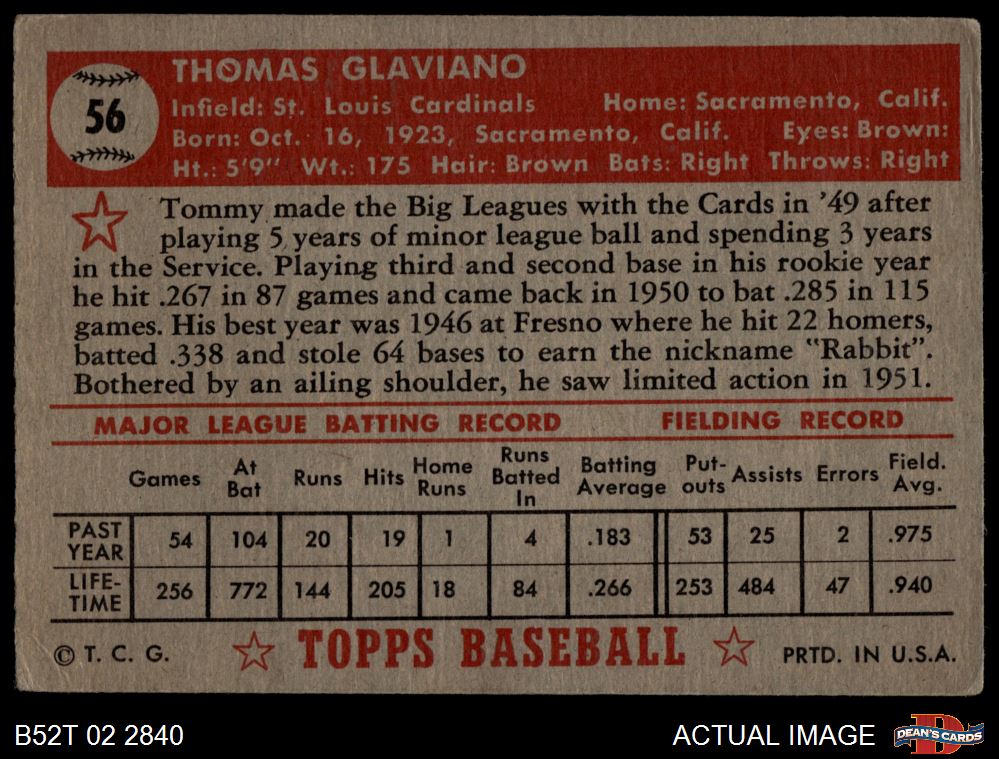 56
THOMAS GLAVIANO
Infield: St. Louis Cardinals Home: Sacramento, Calif.
Born: Oct. 16, 1923, Sacramento, Calif. Eyes: Brown:
Ht.: 5'9" Wt.: 175 Hair: Brown Bats: Right Throws: Right
Tommy made the Big Leagues with the Cards in '49 after
playing 5 years of minor league ball and spending 3 years
in the Service. Playing third and second base in his rookie year
he hit .267 in 87 games and came back in 1950 to bat .285 in 115
games. His best year was 1946 at Fresno where he hit 22 homers,
batted .338 and stole 64 bases to earn the nickname "Rabbit".
Bothered by an ailing shoulder, he saw limited action in 1951.
MAJOR LEAGUE BATTING RECORD FIELDING RECORD
Games At Bat Runs Hits Home Runs Runs Batted In Batting Average Put-outs Assists Errors Field. Avg.
PAST YEAR 54 104 20 19 1 4 .183 53 25 2 .975
LIFE-TIME 256 772 144 205 18 84 .266 253 484 47 .940
© T. C. G. TOPPS BASEBALL PRTD. IN U.S.A.
B52T 02 2840 ACTUAL IMAGE DEAN'S CARDS